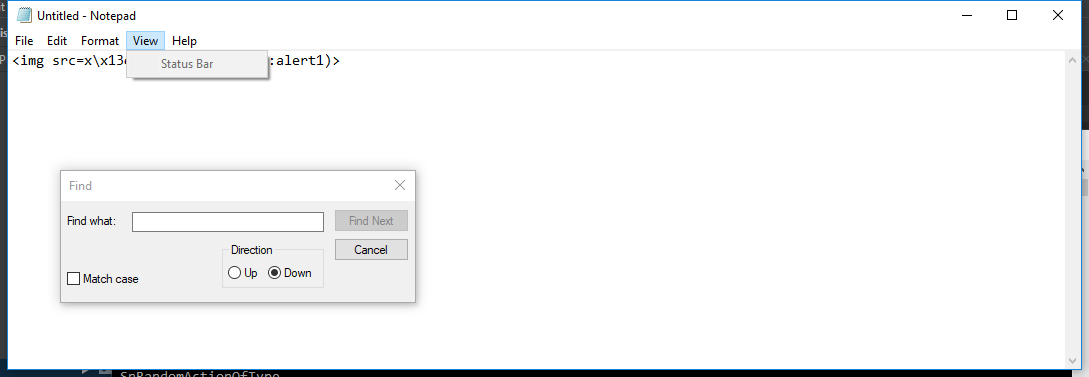 Untitled - Notepad
File Edit Format View Help
<img src=x\x13 :alert1)>
Status Bar
Find
Find what: Find Next
Direction Cancel
Up Down
Match case
SnRandomActionOfType